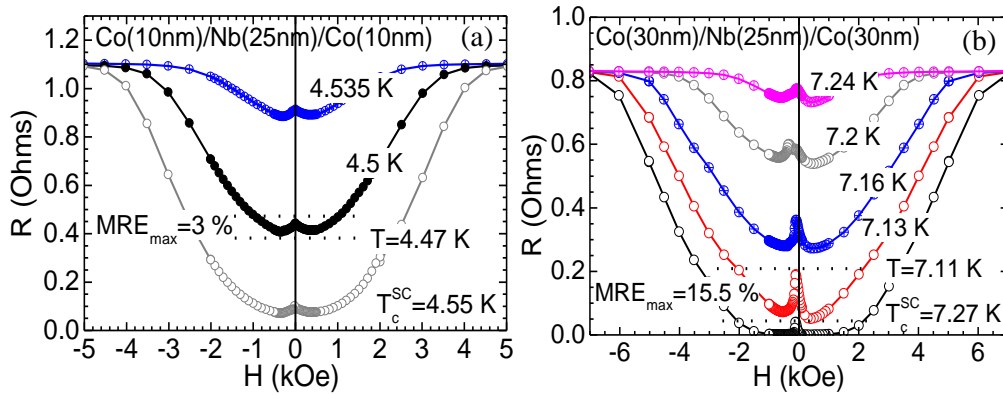 Co(10nm)/Nb(25nm)/Co(10nm)
(a)
4.535 K
4.5 K
MRE_max=3 %
T=4.47 K
T_c^SC=4.55 K
R (Ohms)
1.2
1.0
0.8
0.6
0.4
0.2
0.0
-5 -4 -3 -2 -1 0 1 2 3 4 5
H (kOe)
Co(30nm)/Nb(25nm)/Co(30nm)
(b)
7.24 K
7.2 K
7.16 K
7.13 K
T=7.11 K
MRE_max=15.5 %
T_c^SC=7.27 K
R (Ohms)
0.8
0.6
0.4
0.2
0.0
-6 -4 -2 0 2 4 6
H (kOe)